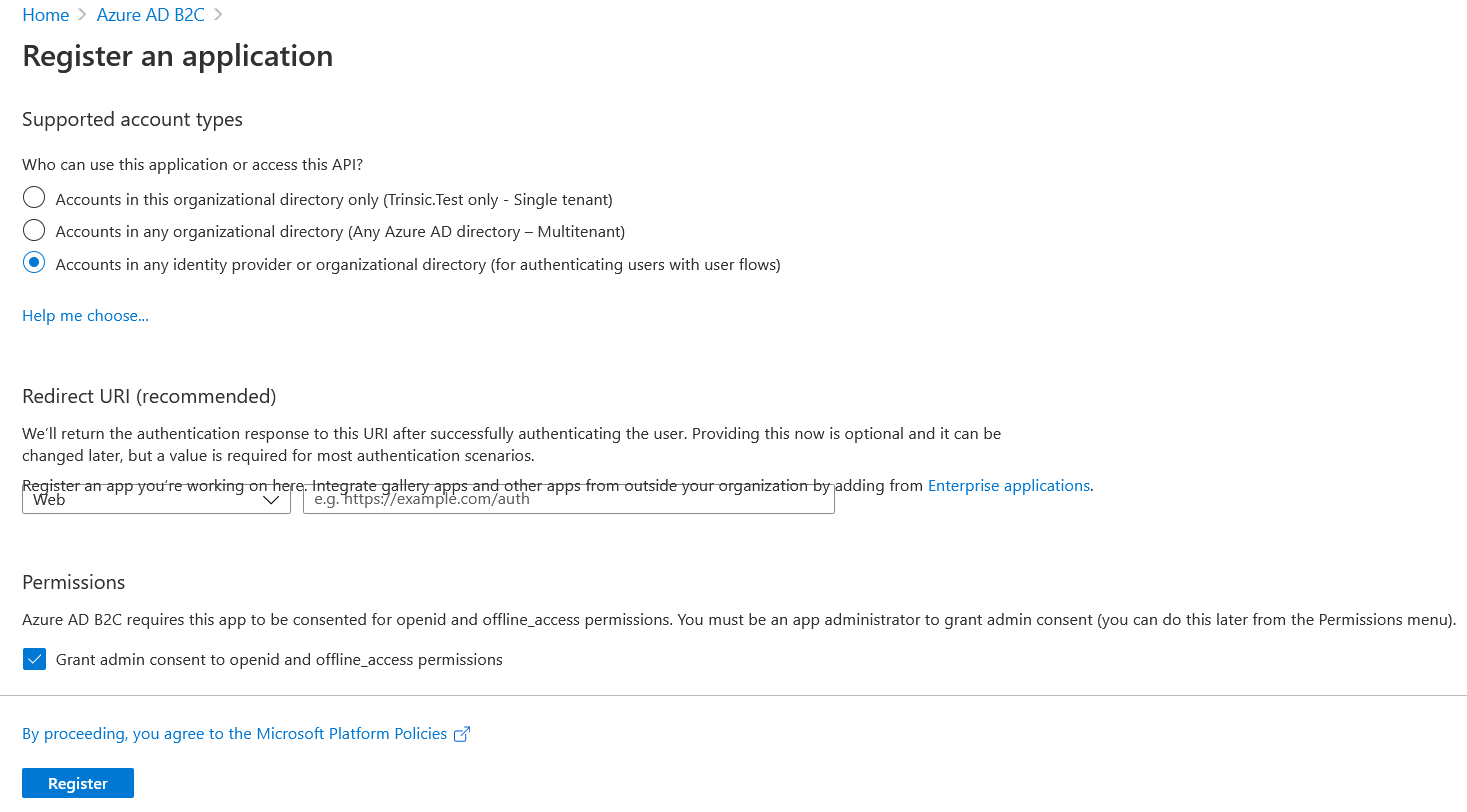 Home > Azure AD B2C >
Register an application
Supported account types
Who can use this application or access this API?
Accounts in this organizational directory only (Trinsic.Test only - Single tenant)
Accounts in any organizational directory (Any Azure AD directory – Multitenant)
Accounts in any identity provider or organizational directory (for authenticating users with user flows)
Help me choose...
Redirect URI (recommended)
We'll return the authentication response to this URI after successfully authenticating the user. Providing this now is optional and it can be
changed later, but a value is required for most authentication scenarios.
Register an app you're working on here. Integrate gallery apps and other apps from outside your organization by adding from Enterprise applications.
Web e.g. https://example.com/auth
Permissions
Azure AD B2C requires this app to be consented for openid and offline_access permissions. You must be an app administrator to grant admin consent (you can do this later from the Permissions menu).
Grant admin consent to openid and offline_access permissions
By proceeding, you agree to the Microsoft Platform Policies
Register